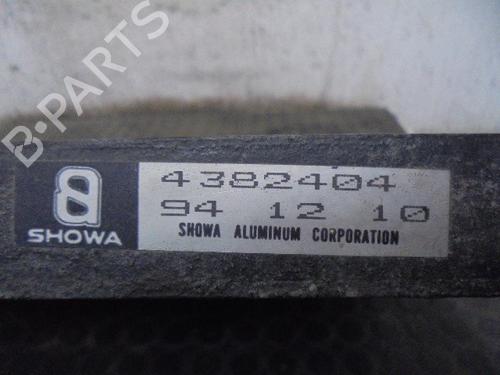 B-PARTS
4382404
94 12 10
SHOWA
SHOWA ALUMINUM CORPORATION